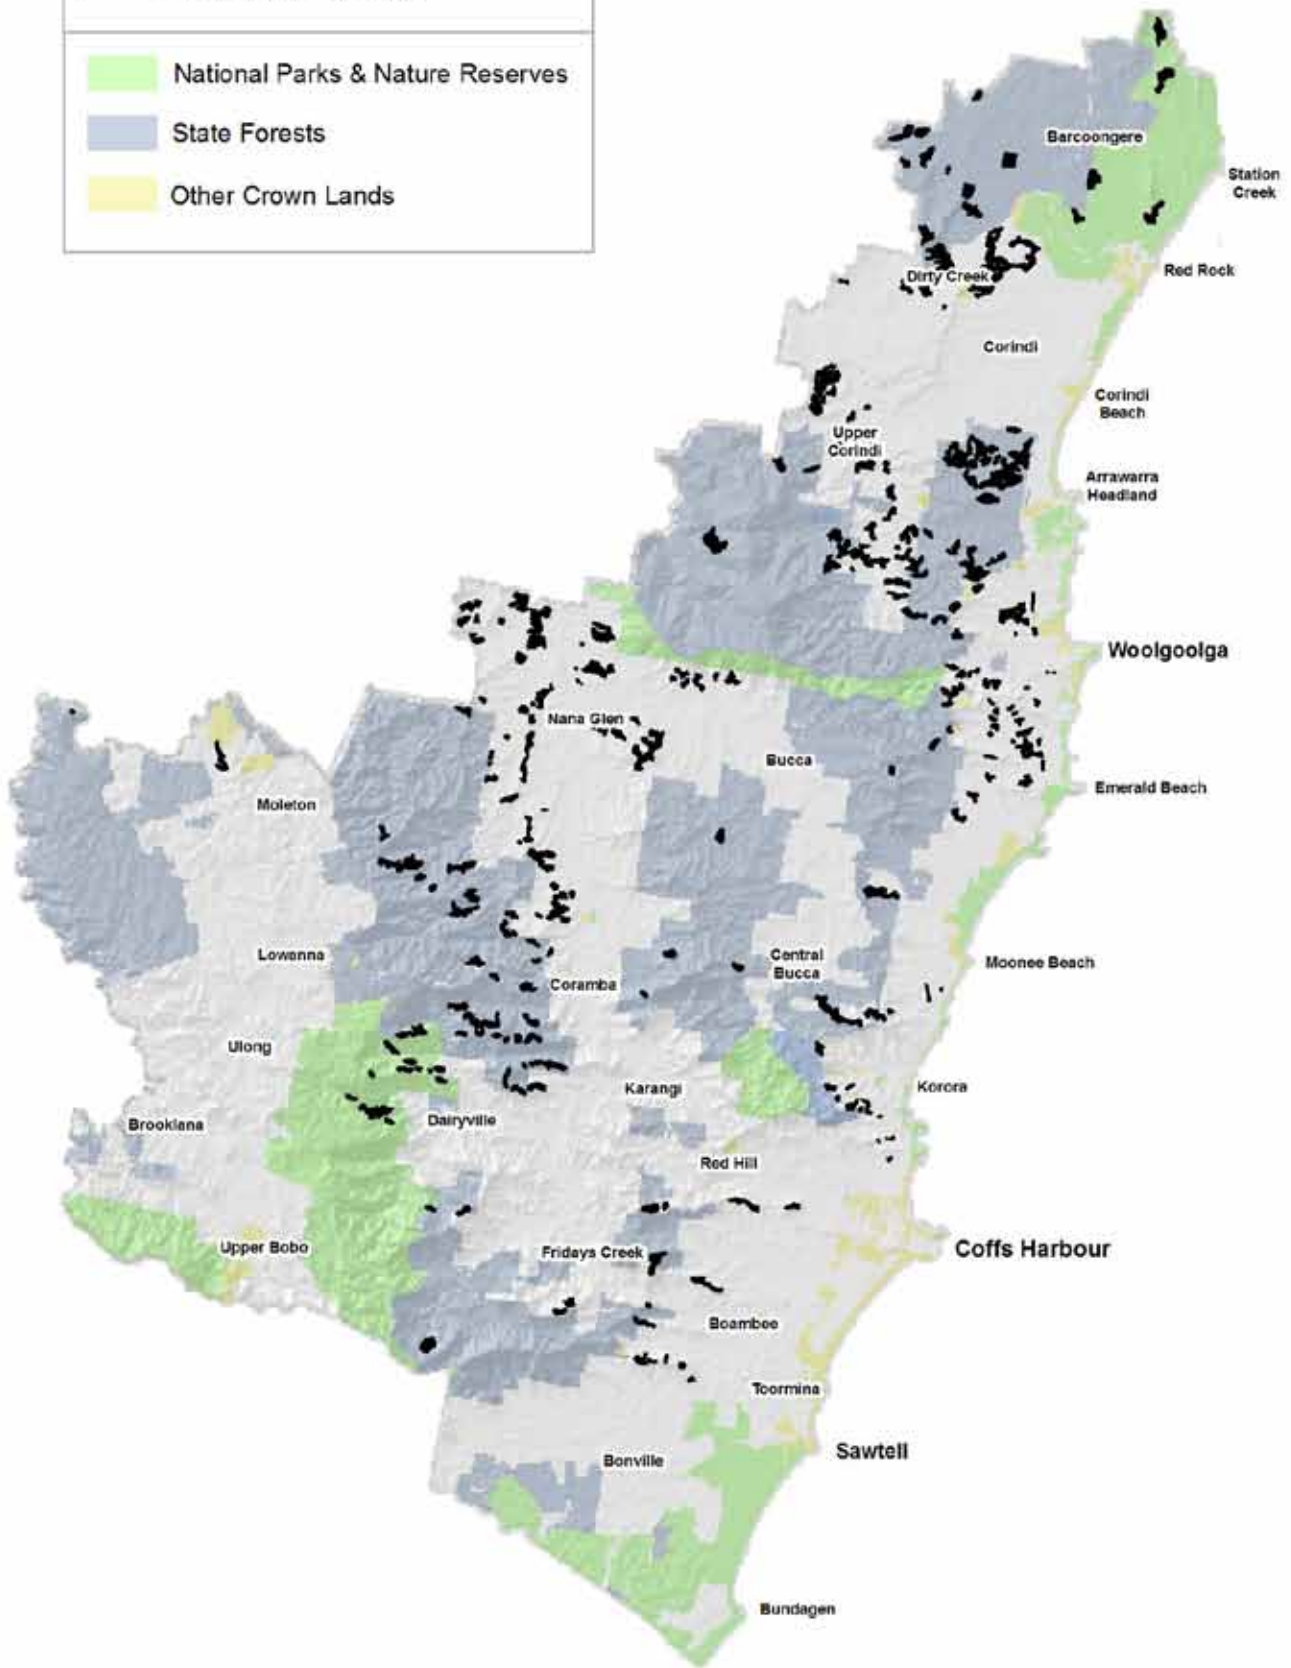 National Parks & Nature Reserves
State Forests
Other Crown Lands
Barcoongere
Station
Creek
Red Rock
Dirty Creek
Corindi
Corindi
Beach
Upper
Corindi
Arrawarra
Headland
Woolgoolga
Nana Glen
Bucca
Emerald Beach
Moleton
Lowanna
Central
Bucca
Moonee Beach
Coramba
Ulong
Karangi
Korora
Brooklana
Dairyville
Red Hill
Upper Bobo
Fridays Creek
Coffs Harbour
Boambee
Toormina
Sawtell
Bonville
Bundagen